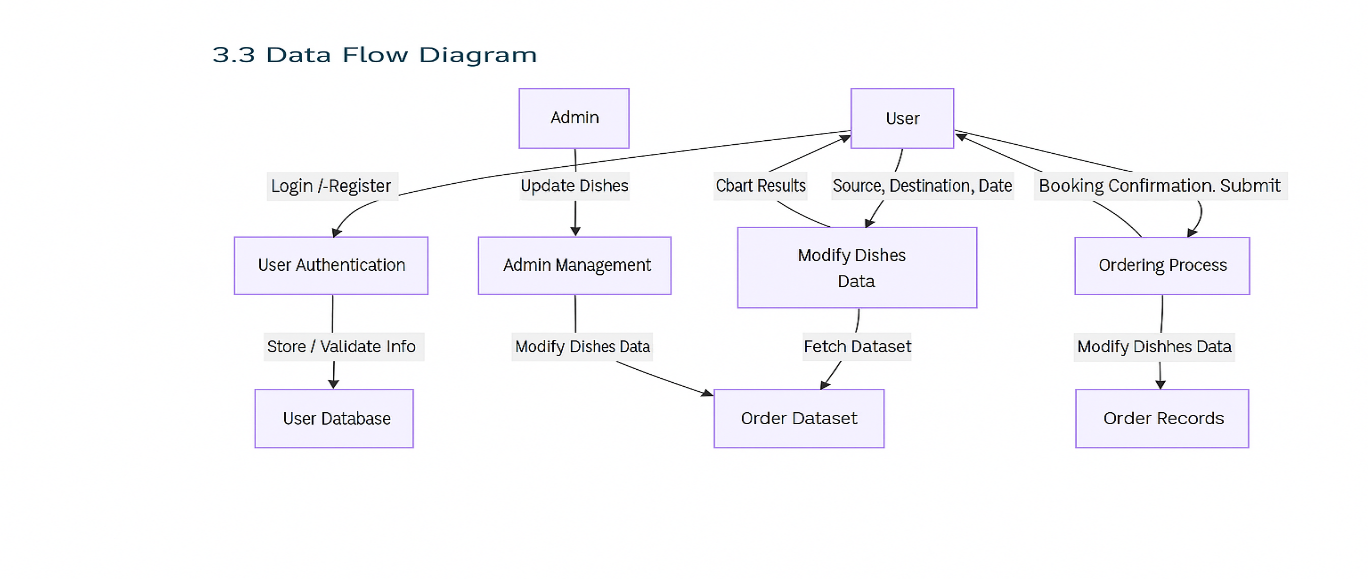 3.3 Data Flow Diagram
Admin
User
Login /-Register
Update Dishes
Cbart Results
Source, Destination, Date
Booking Confirmation. Submit
User Authentication
Admin Management
Modify Dishes
Data
Ordering Process
Store / Validate Info
Modify Dishes Data
Fetch Dataset
Modify Dishhes Data
User Database
Order Dataset
Order Records